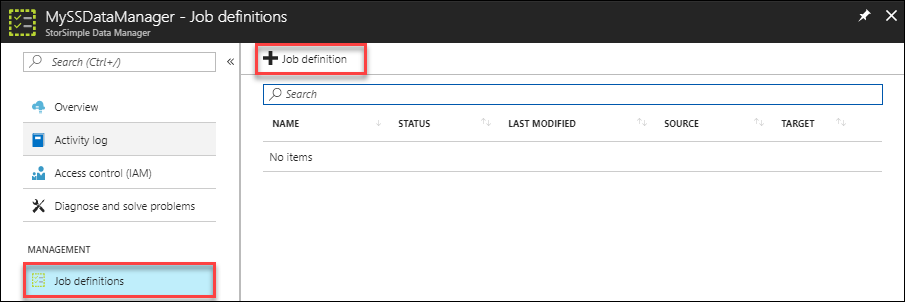 MySSDataManager - Job definitions
StorSimple Data Manager
Search (Ctrl+/)
Overview
Activity log
Access control (IAM)
Diagnose and solve problems
MANAGEMENT
Job definitions
Job definition
Search
NAME STATUS LAST MODIFIED SOURCE TARGET
No items